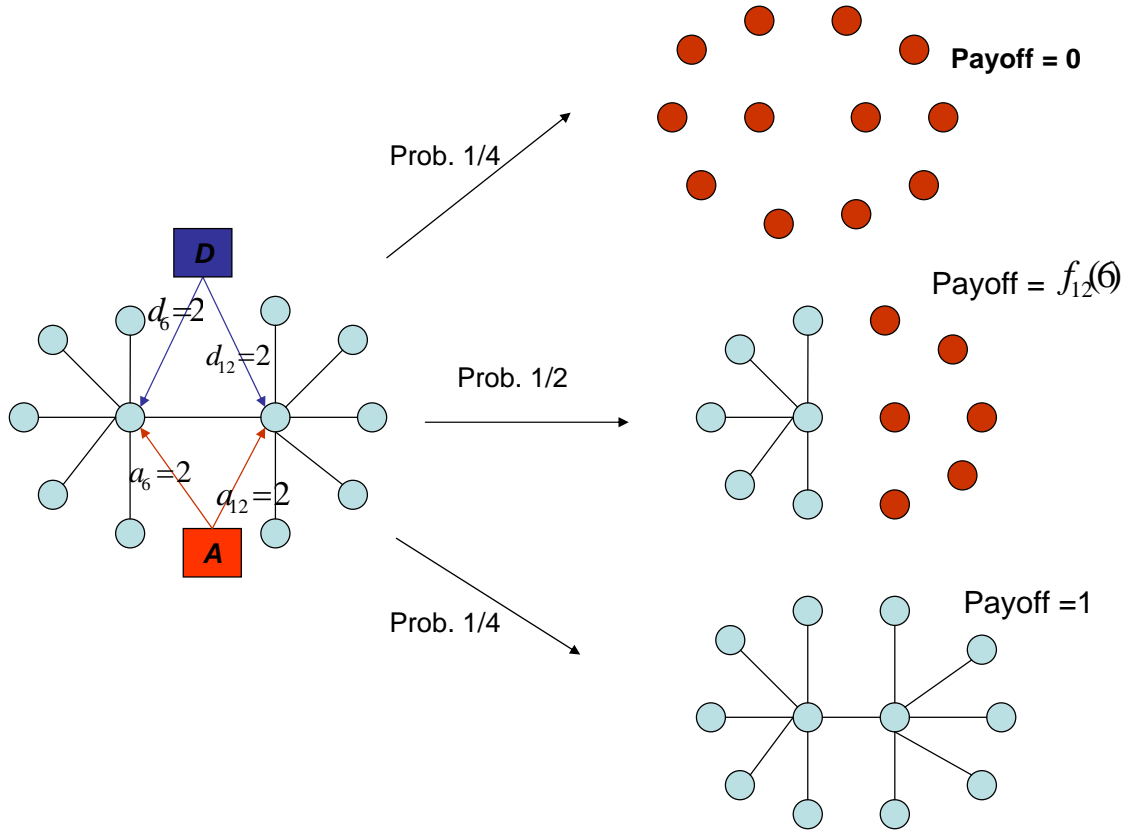 Payoff = 0
Prob. 1/4
D
Payoff = f12(6)
d6=2
d12=2
Prob. 1/2
a6=2
a12=2
A
Payoff =1
Prob. 1/4